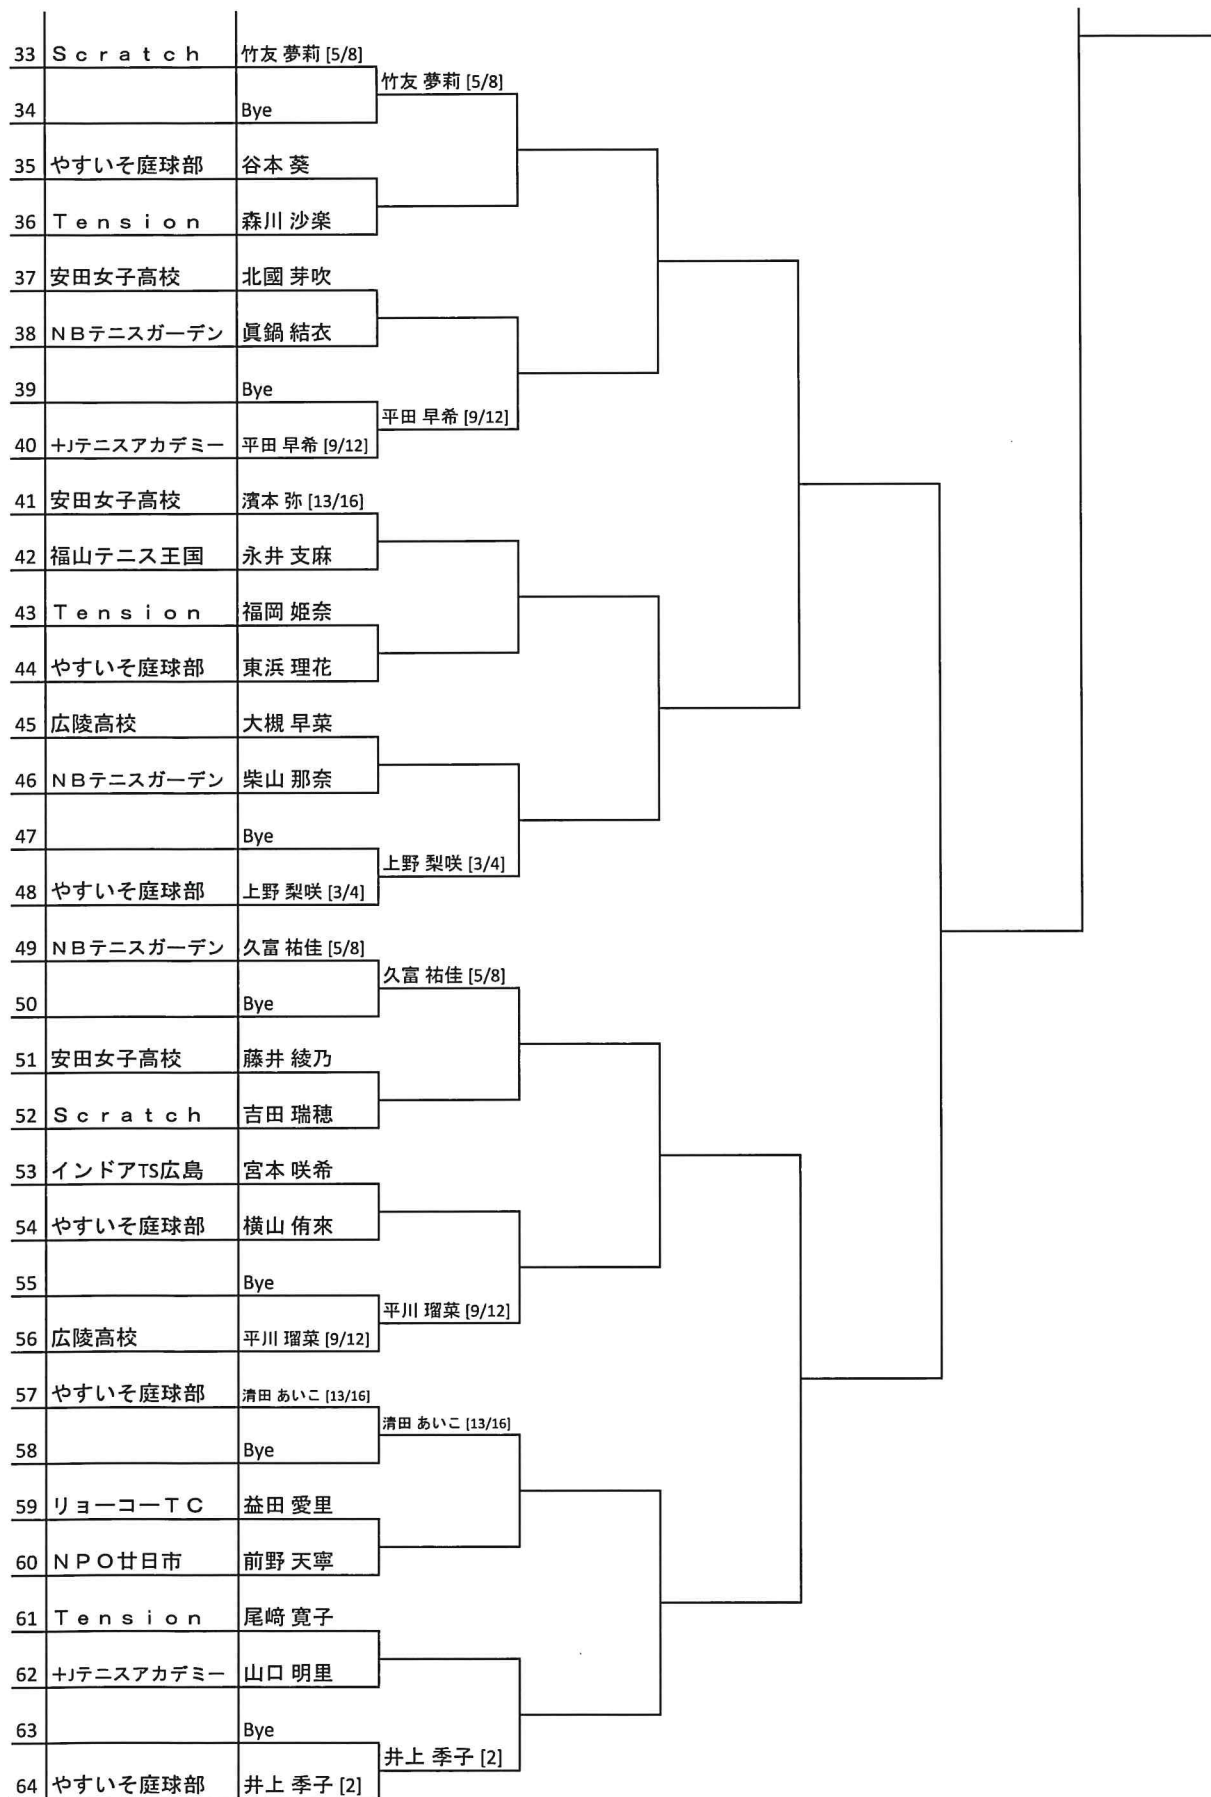 33 Ｓｃｒａｔｃｈ 竹友 夢莉 [5/8]
竹友 夢莉 [5/8]
34 Bye
35 やすいそ庭球部 谷本 葵
36 Ｔｅｎｓｉｏｎ 森川 沙楽
37 安田女子高校 北國 芽吹
38 ＮＢテニスガーデン 眞鍋 結衣
39 Bye
平田 早希 [9/12]
40 +Jテニスアカデミー 平田 早希 [9/12]
41 安田女子高校 濱本 弥 [13/16]
42 福山テニス王国 永井 支麻
43 Ｔｅｎｓｉｏｎ 福岡 姫奈
44 やすいそ庭球部 東浜 理花
45 広陵高校 大槻 早菜
46 ＮＢテニスガーデン 柴山 那奈
47 Bye
上野 梨咲 [3/4]
48 やすいそ庭球部 上野 梨咲 [3/4]
49 ＮＢテニスガーデン 久富 祐佳 [5/8]
久富 祐佳 [5/8]
50 Bye
51 安田女子高校 藤井 綾乃
52 Ｓｃｒａｔｃｈ 吉田 瑞穂
53 インドアTS広島 宮本 咲希
54 やすいそ庭球部 横山 侑來
55 Bye
平川 瑠菜 [9/12]
56 広陵高校 平川 瑠菜 [9/12]
57 やすいそ庭球部 清田 あいこ [13/16]
清田 あいこ [13/16]
58 Bye
59 リョーコーＴＣ 益田 愛里
60 ＮＰＯ廿日市 前野 天寧
61 Ｔｅｎｓｉｏｎ 尾﨑 寛子
62 +Jテニスアカデミー 山口 明里
63 Bye
井上 季子 [2]
64 やすいそ庭球部 井上 季子 [2]